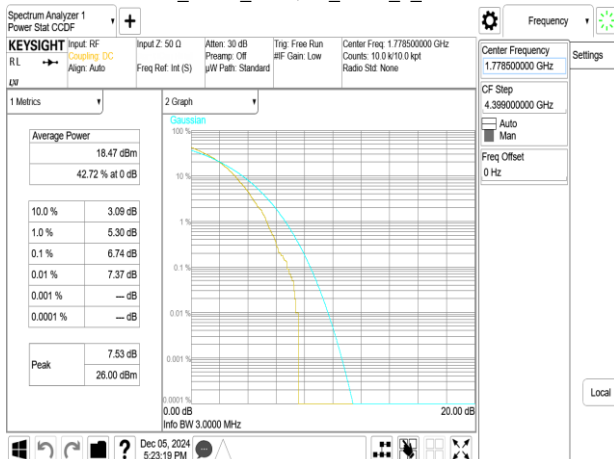 Spectrum Analyzer 1
Power Stat CCDF
Frequency
KEYSIGHT
RL
LXI
Input: RF
Coupling: DC
Align: Auto
Input Z: 50 Ω
Freq Ref: Int (S)
Atten: 30 dB
Preamp: Off
µW Path: Standard
Trig: Free Run
#IF Gain: Low
Center Freq: 1.778500000 GHz
Counts: 10.0 k/10.0 kpt
Radio Std: None
Center Frequency
1.778500000 GHz
Settings
CF Step
4.399000000 GHz
Auto
Man
Freq Offset
0 Hz
Local
1 Metrics
Average Power
18.47 dBm
42.72 % at 0 dB
10.0 % 3.09 dB
1.0 % 5.30 dB
0.1 % 6.74 dB
0.01 % 7.37 dB
0.001 % --- dB
0.0001 % --- dB
Peak
7.53 dB
26.00 dBm
2 Graph
Gaussian
100 %
10 %
1 %
0.1 %
0.01 %
0.001 %
0.0001 %
0.00 dB 20.00 dB
Info BW 3.0000 MHz
?
Dec 05, 2024
5:23:19 PM